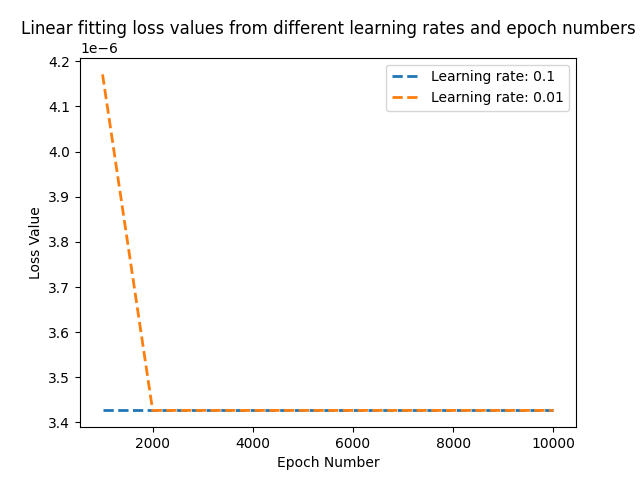 Linear fitting loss values from different learning rates and epoch numbers
1e−6
4.2
4.1
4.0
3.9
3.8
3.7
3.6
3.5
3.4
Loss Value
Learning rate: 0.1
Learning rate: 0.01
2000 4000 6000 8000 10000
Epoch Number